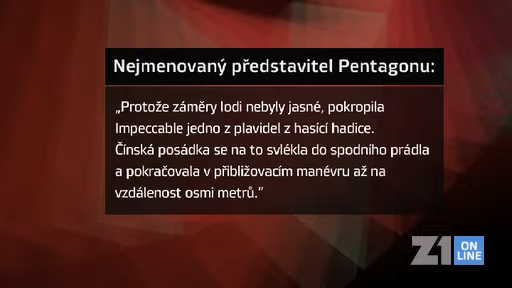 Nejmenovaný představitel Pentagonu:
„Protože záměry lodi nebyly jasné, pokropila
Impeccable jedno z plavidel z hasící hadice.
Čínská posádka se na to svlékla do spodního prádla
a pokračovala v přibližovacím manévru až na
vzdálenost osmi metrů.“
Z1 ON
LINE